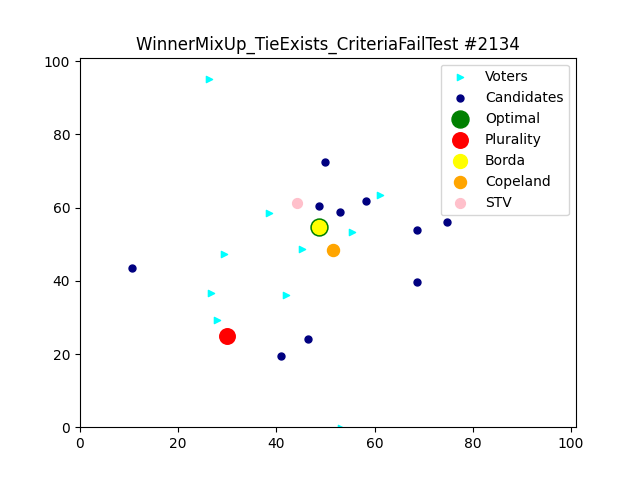 WinnerMixUp_TieExists_CriteriaFailTest #2134
100
80
60
40
20
0
0
20
40
60
80
100
Voters
Candidates
Optimal
Plurality
Borda
Copeland
STV